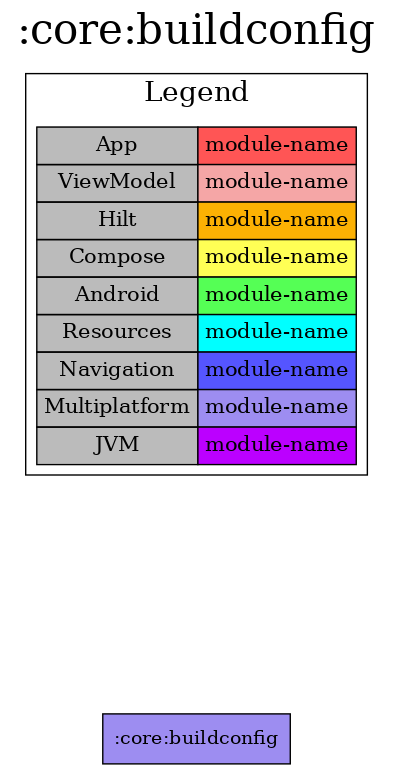 :core:buildconfig
Legend
App module-name
ViewModel module-name
Hilt module-name
Compose module-name
Android module-name
Resources module-name
Navigation module-name
Multiplatform module-name
JVM module-name
:core:buildconfig